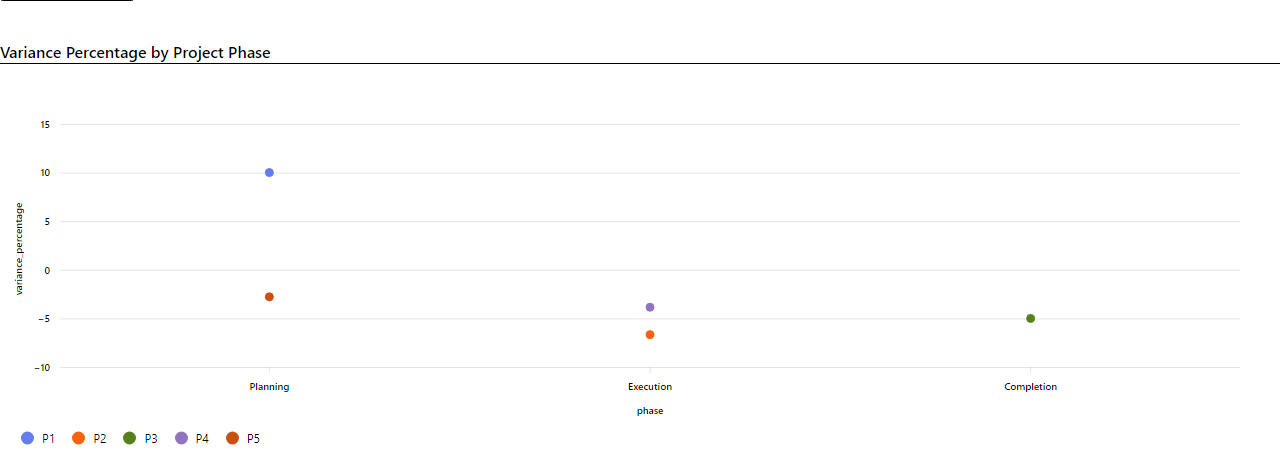 Variance Percentage by Project Phase
15
10
5
0
−5
−10
variance_percentage
Planning
Execution
Completion
phase
P1
P2
P3
P4
P5